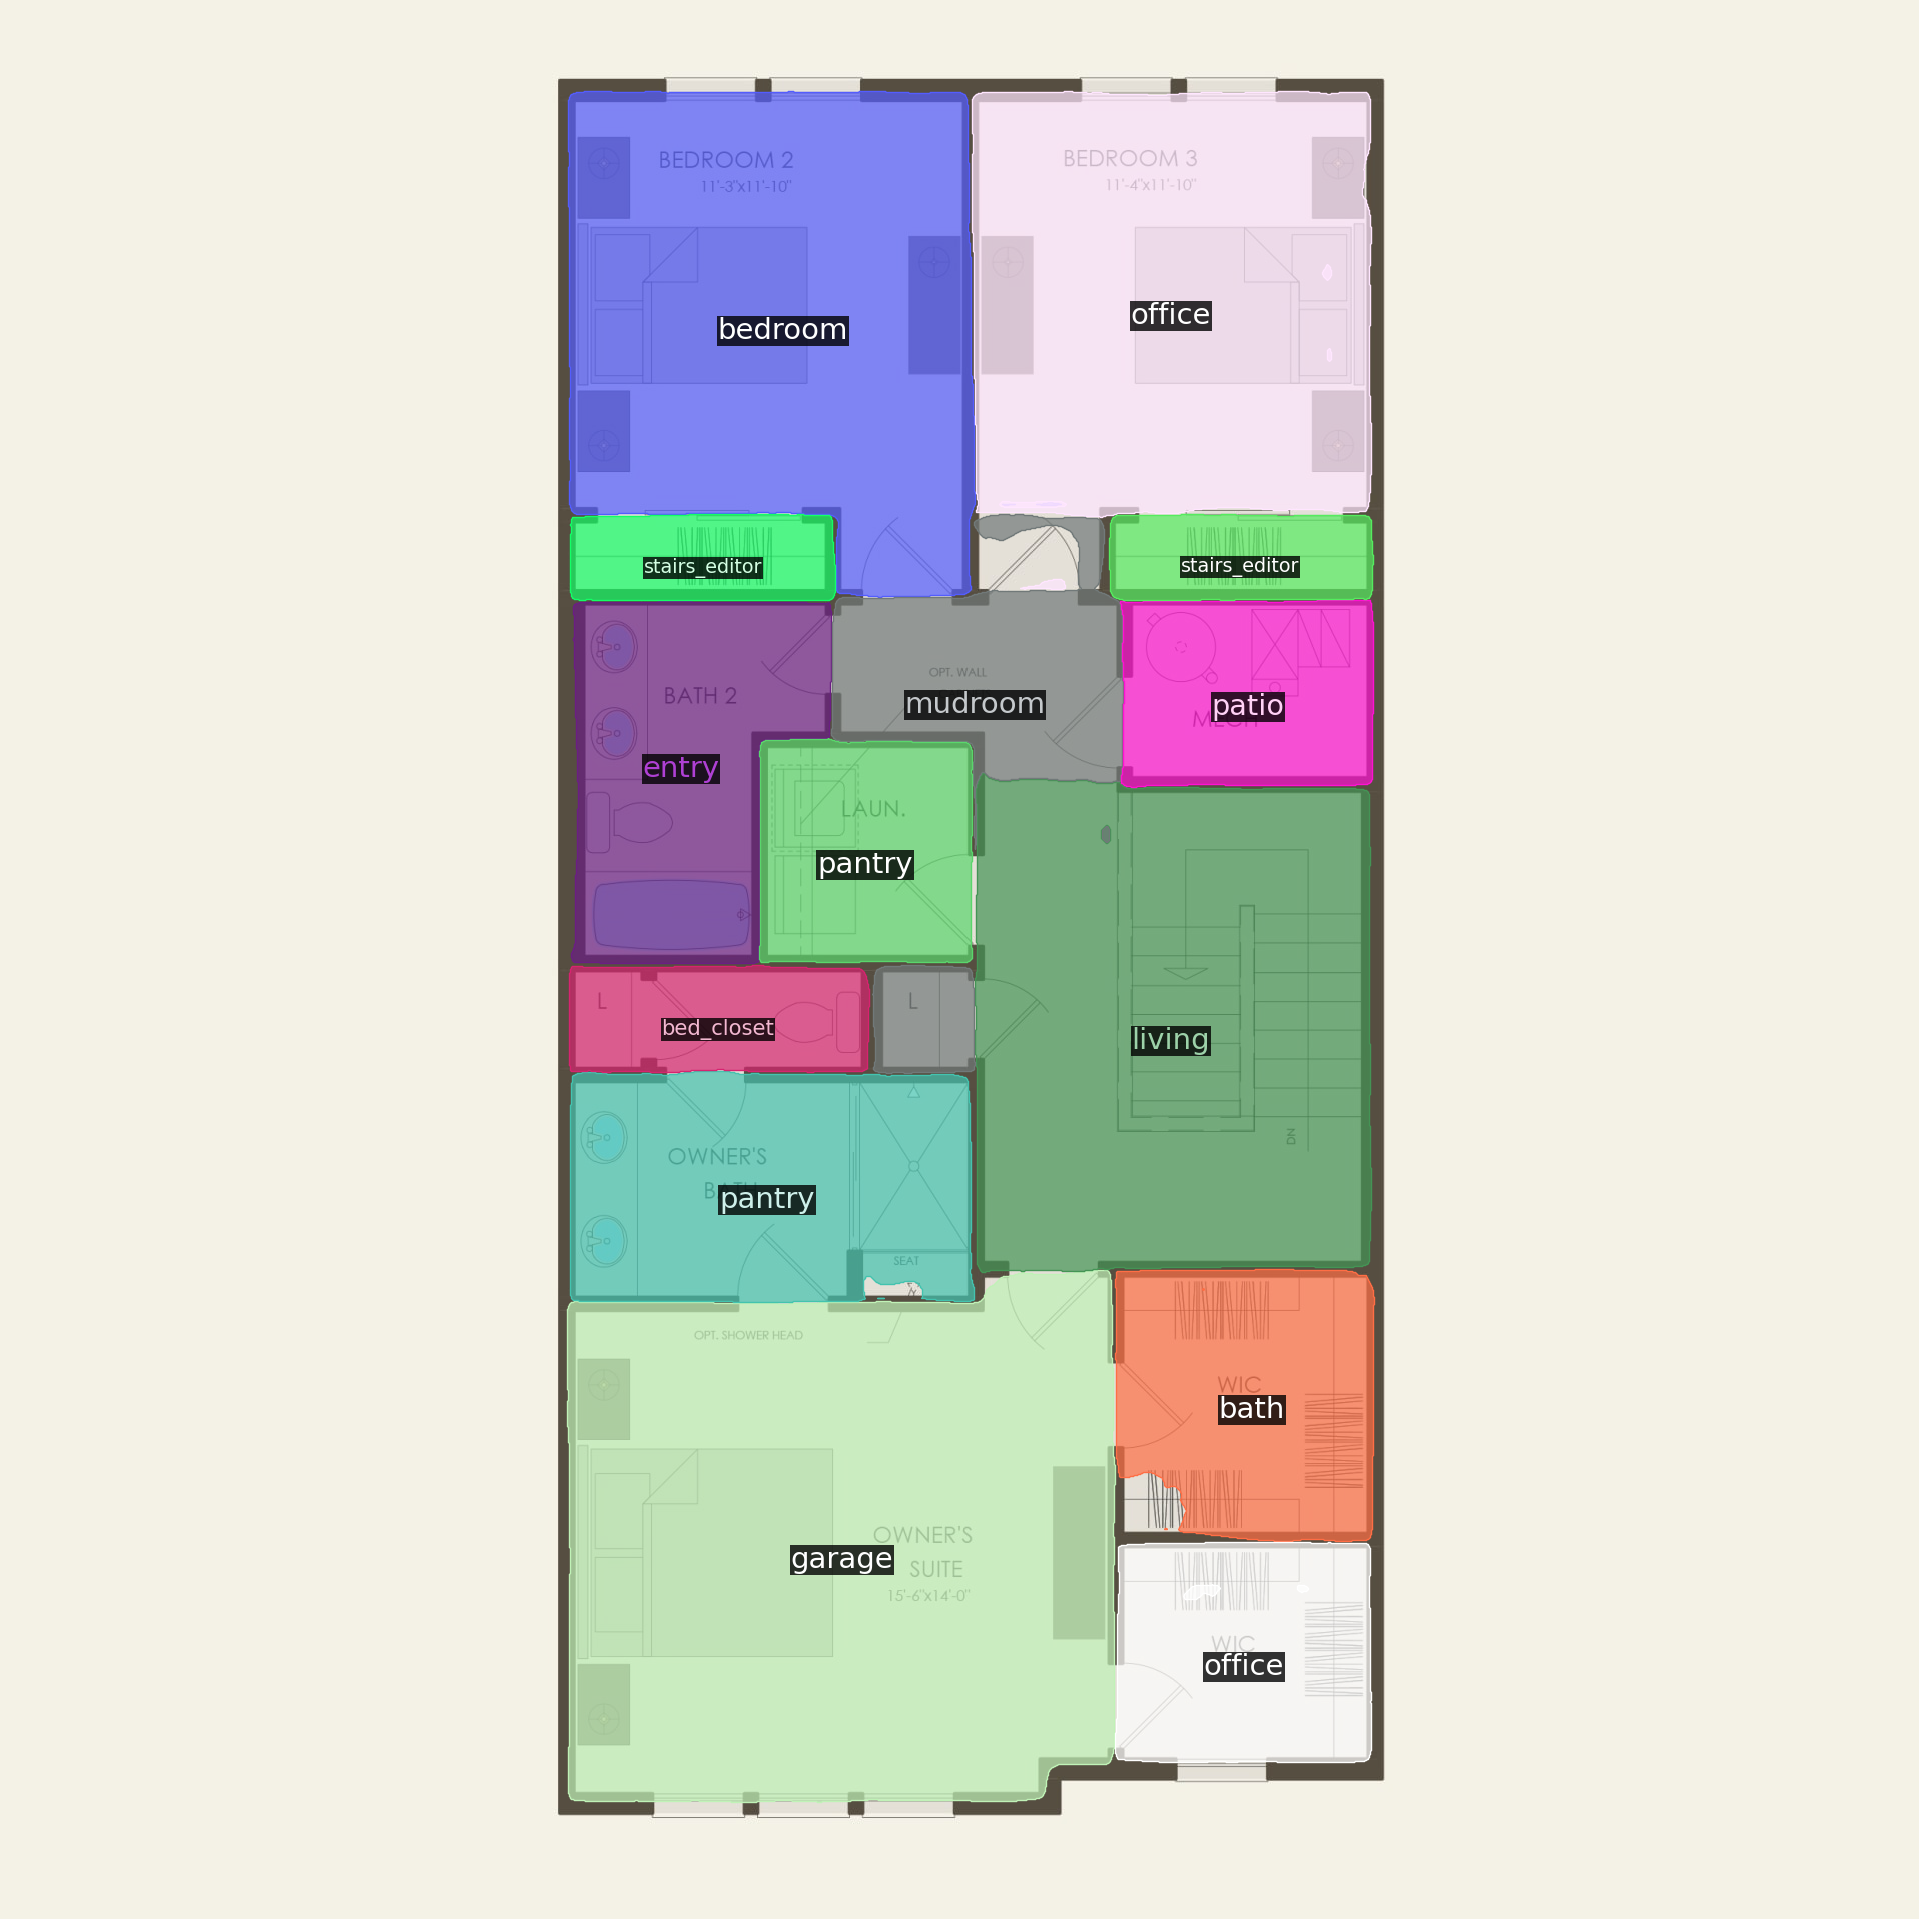 BEDROOM 2
11'-3"x11'-10"
BEDROOM 3
11'-4"x11'-10"
bedroom
office
stairs_editor
stairs_editor
OPT. WALL
mudroom
BATH 2
entry
patio
LAUN.
pantry
L
bed_closet
L
living
DN
OWNER'S
pantry
SEAT
OPT. SHOWER HEAD
WIC
bath
OWNER'S
SUITE
15'-6"x14'-0"
garage
WIC
office